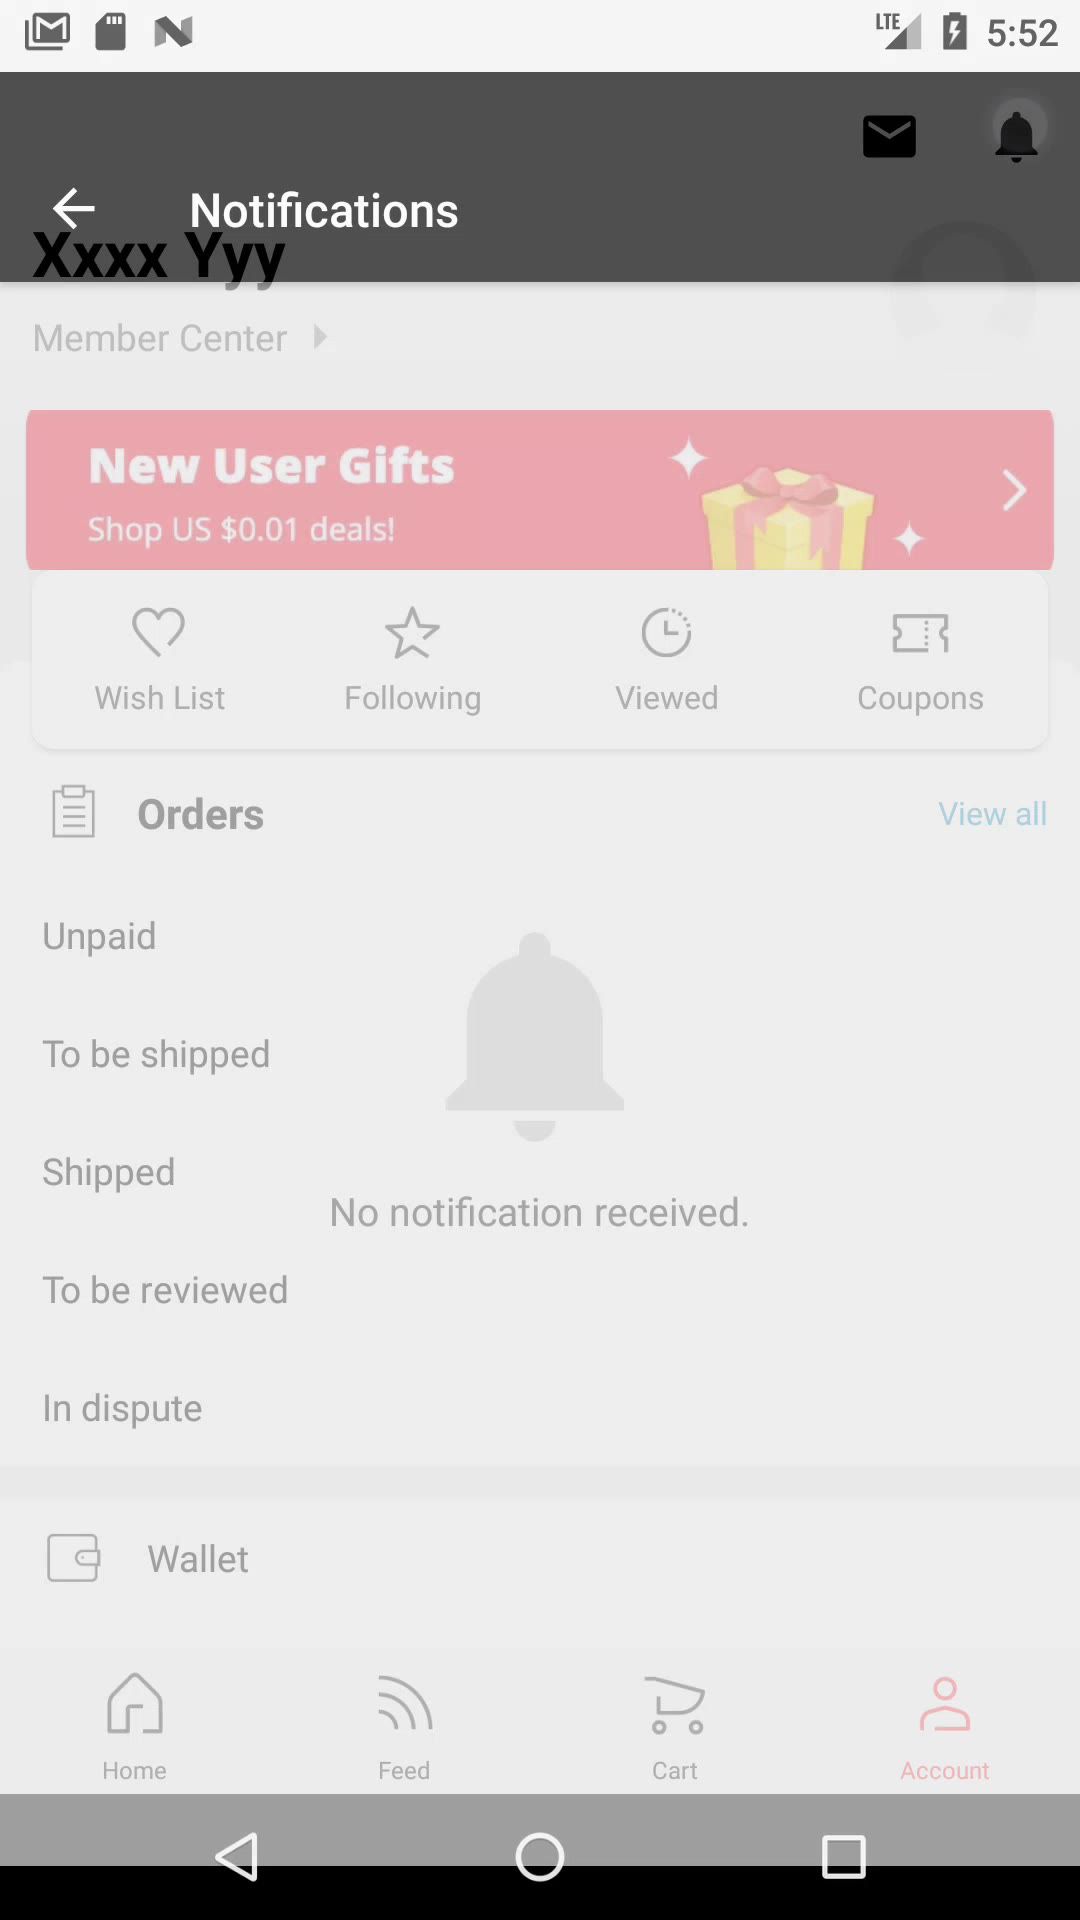 LTE 5:52
Notifications
Xxxx Yyy
Member Center
New User Gifts
Shop US $0.01 deals!
Wish List Following Viewed Coupons
Orders View all
Unpaid
To be shipped
Shipped
No notification received.
To be reviewed
In dispute
Wallet
Home Feed Cart Account